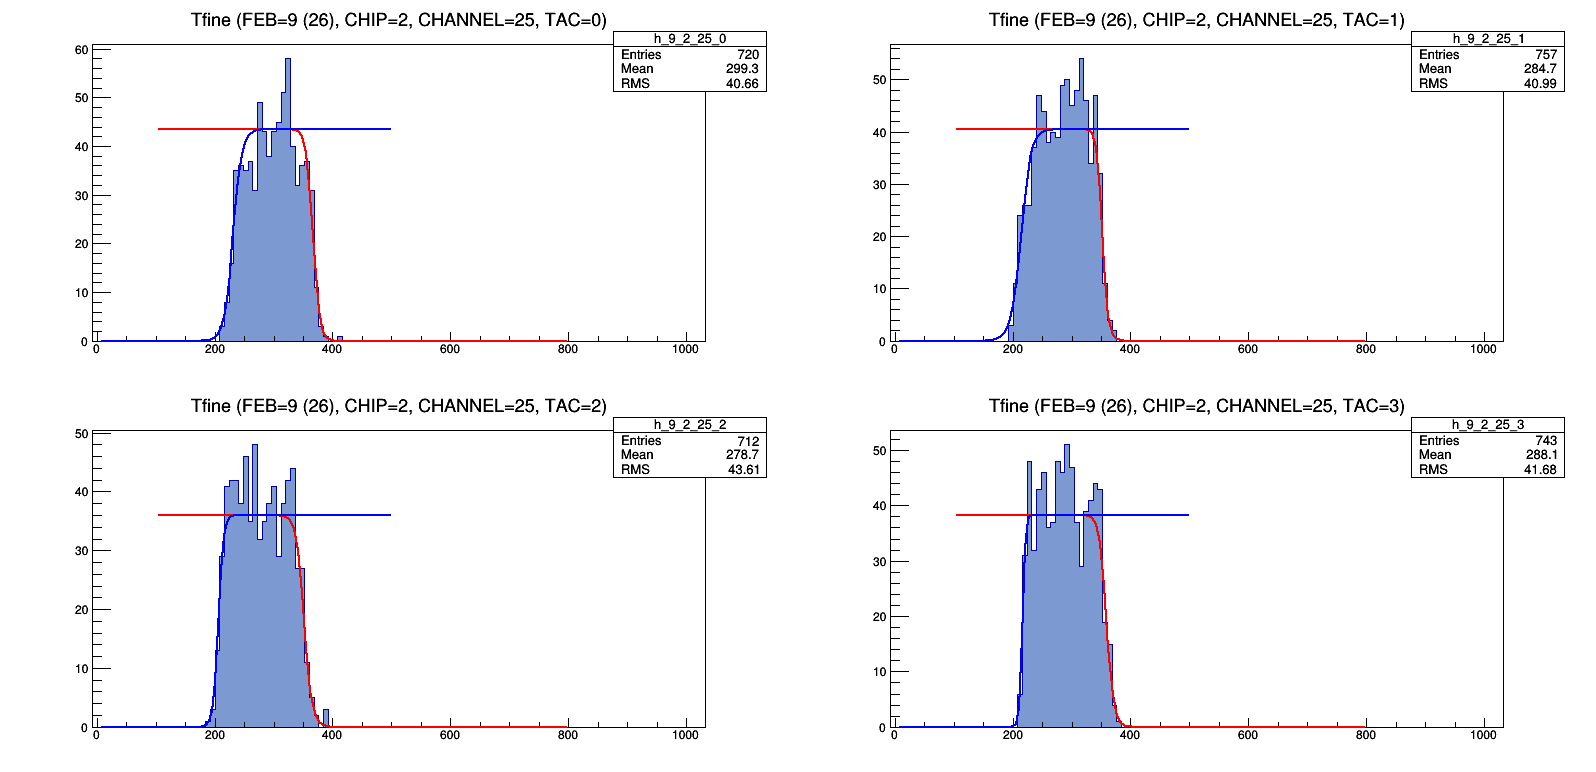 Tfine (FEB=9 (26), CHIP=2, CHANNEL=25, TAC=0)
h_9_2_25_0
Entries 720
Mean 299.3
RMS 40.66
60
50
40
30
20
10
0
0 200 400 600 800 1000
Tfine (FEB=9 (26), CHIP=2, CHANNEL=25, TAC=1)
h_9_2_25_1
Entries 757
Mean 284.7
RMS 40.99
50
40
30
20
10
0
0 200 400 600 800 1000
Tfine (FEB=9 (26), CHIP=2, CHANNEL=25, TAC=2)
h_9_2_25_2
Entries 712
Mean 278.7
RMS 43.61
50
40
30
20
10
0
0 200 400 600 800 1000
Tfine (FEB=9 (26), CHIP=2, CHANNEL=25, TAC=3)
h_9_2_25_3
Entries 743
Mean 288.1
RMS 41.68
50
40
30
20
10
0
0 200 400 600 800 1000